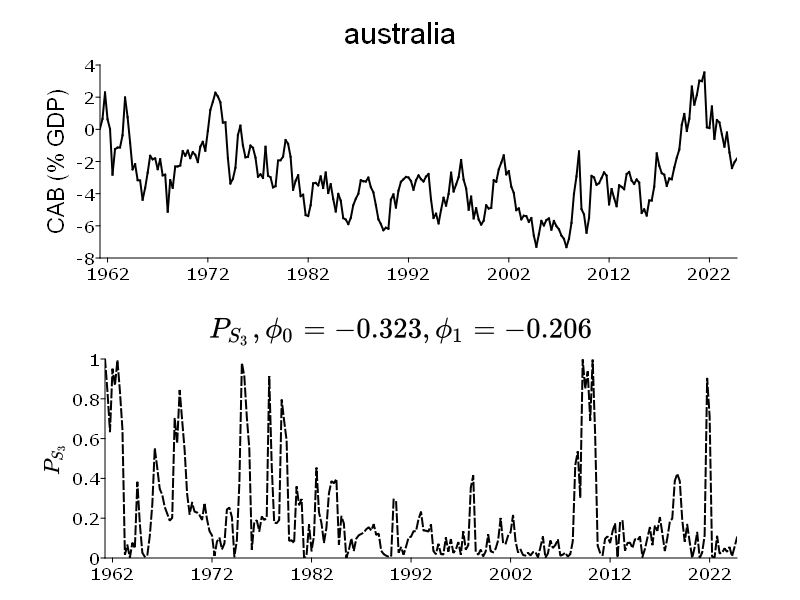 australia
CAB (% GDP)
4
2
0
-2
-4
-6
-8
1962 1972 1982 1992 2002 2012 2022
P_{S_3}, ϕ_0 = −0.323, ϕ_1 = −0.206
P_{S_3}
1
0.8
0.6
0.4
0.2
0
1962 1972 1982 1992 2002 2012 2022